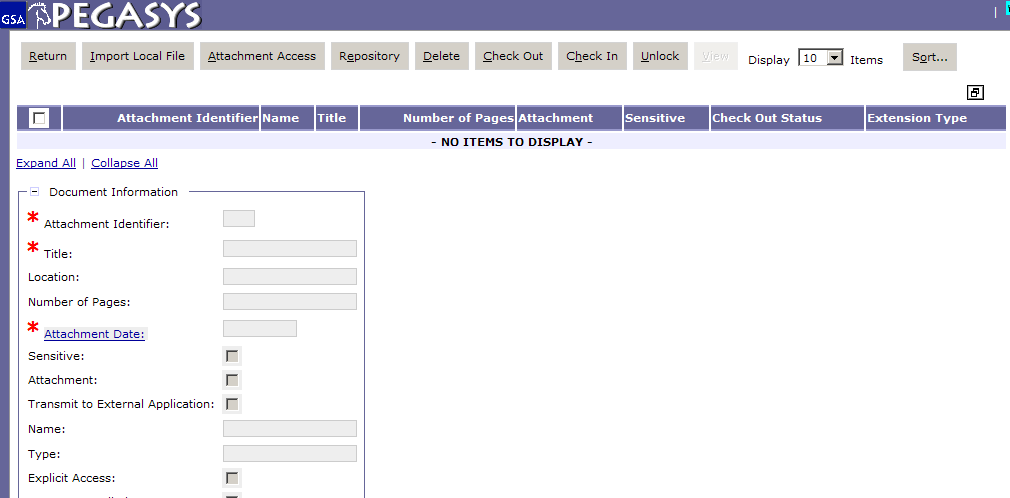 GSA PEGASYS |
Return Import Local File Attachment Access Repository Delete Check Out Check In Unlock View Display 10 Items Sort...
Attachment Identifier Name Title Number of Pages Attachment Sensitive Check Out Status Extension Type
- NO ITEMS TO DISPLAY -
Expand All | Collapse All
Document Information
* Attachment Identifier:
* Title:
Location:
Number of Pages:
* Attachment Date:
Sensitive:
Attachment:
Transmit to External Application:
Name:
Type:
Explicit Access: